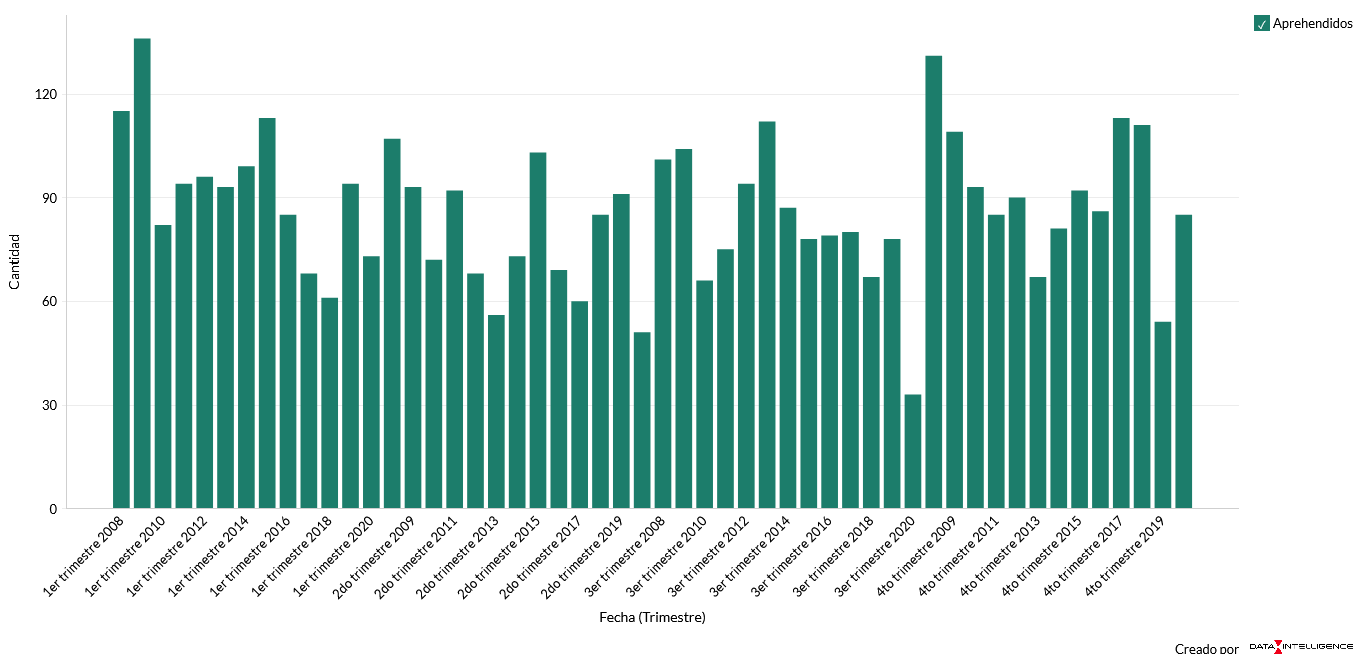 Aprehendidos
120
90
60
30
0
Cantidad
1er trimestre 2008
1er trimestre 2010
1er trimestre 2012
1er trimestre 2014
1er trimestre 2016
1er trimestre 2018
1er trimestre 2020
2do trimestre 2009
2do trimestre 2011
2do trimestre 2013
2do trimestre 2015
2do trimestre 2017
2do trimestre 2019
3er trimestre 2008
3er trimestre 2010
3er trimestre 2012
3er trimestre 2014
3er trimestre 2016
3er trimestre 2018
3er trimestre 2020
4to trimestre 2009
4to trimestre 2011
4to trimestre 2013
4to trimestre 2015
4to trimestre 2017
4to trimestre 2019
Fecha (Trimestre)
Creado por DATA INTELLIGENCE